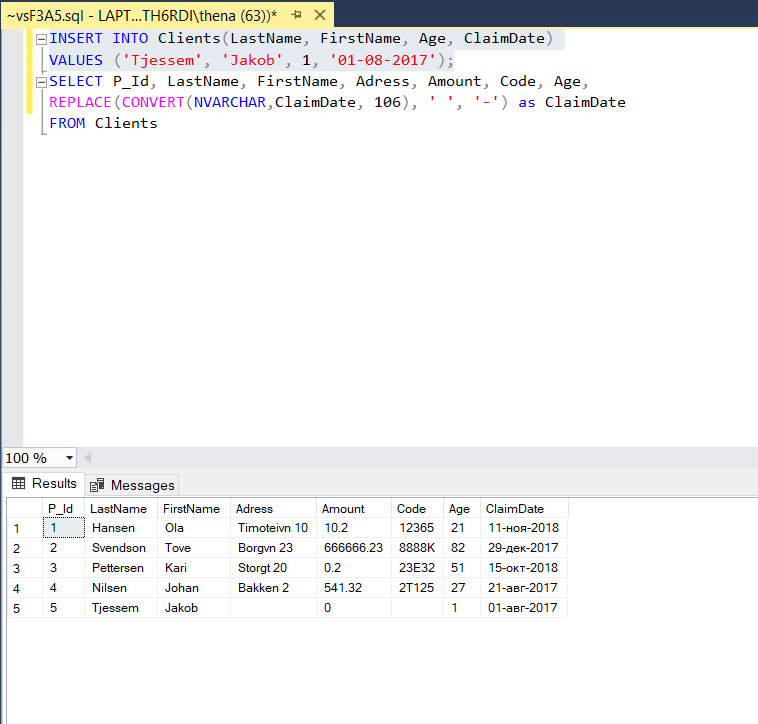 ~vsF3A5.sql - LAPT...TH6RDI\thena (63))*
INSERT INTO Clients(LastName, FirstName, Age, ClaimDate)
VALUES ('Tjessem', 'Jakob', 1, '01-08-2017');
SELECT P_Id, LastName, FirstName, Adress, Amount, Code, Age,
REPLACE(CONVERT(NVARCHAR,ClaimDate, 106), ' ', '-') as ClaimDate
FROM Clients
100 %
Results Messages
P_Id LastName FirstName Adress Amount Code Age ClaimDate
1 1 Hansen Ola Timoteivn 10 10.2 12365 21 11-ноя-2018
2 2 Svendson Tove Borgvn 23 666666.23 8888K 82 29-дек-2017
3 3 Pettersen Kari Storgt 20 0.2 23E32 51 15-окт-2018
4 4 Nilsen Johan Bakken 2 541.32 2T125 27 21-авг-2017
5 5 Tjessem Jakob 0 1 01-авг-2017